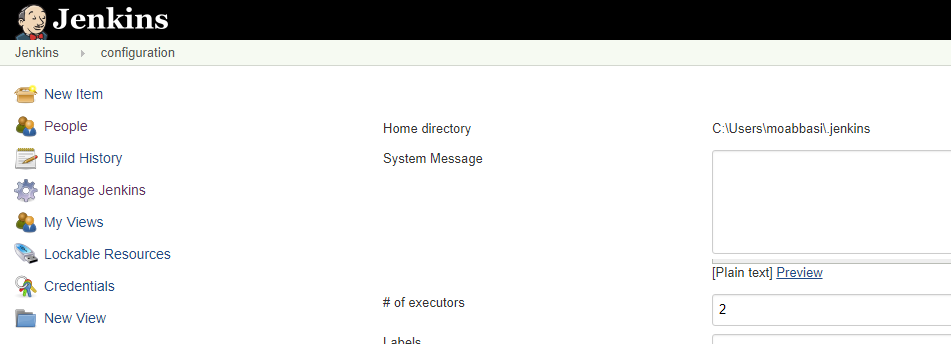 Jenkins
Jenkins configuration
New Item
People
Build History
Manage Jenkins
My Views
Lockable Resources
Credentials
New View
Home directory C:\Users\moabbasi\.jenkins
System Message
[Plain text] Preview
# of executors 2
Labels